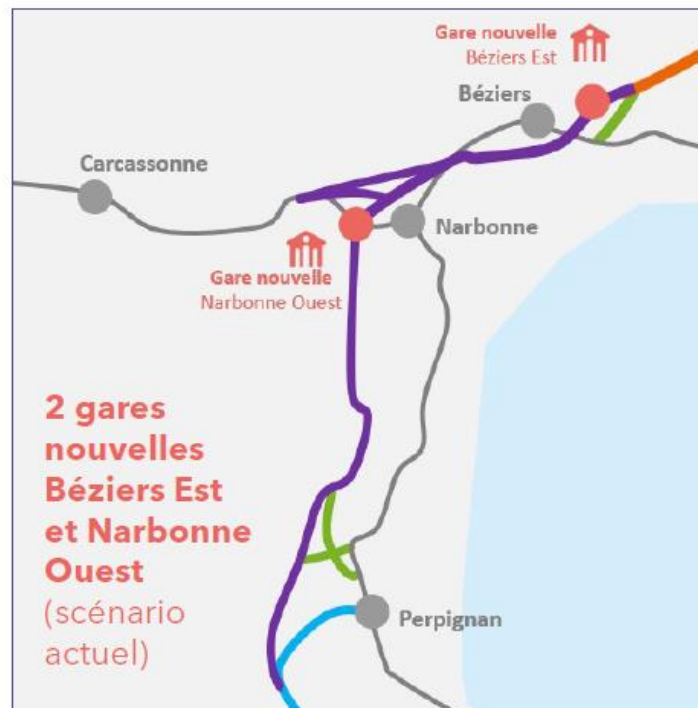 Gare nouvelle
Béziers Est
Béziers
Carcassonne
Narbonne
Gare nouvelle
Narbonne Ouest
2 gares
nouvelles
Béziers Est
et Narbonne
Ouest
(scénario
actuel)
Perpignan